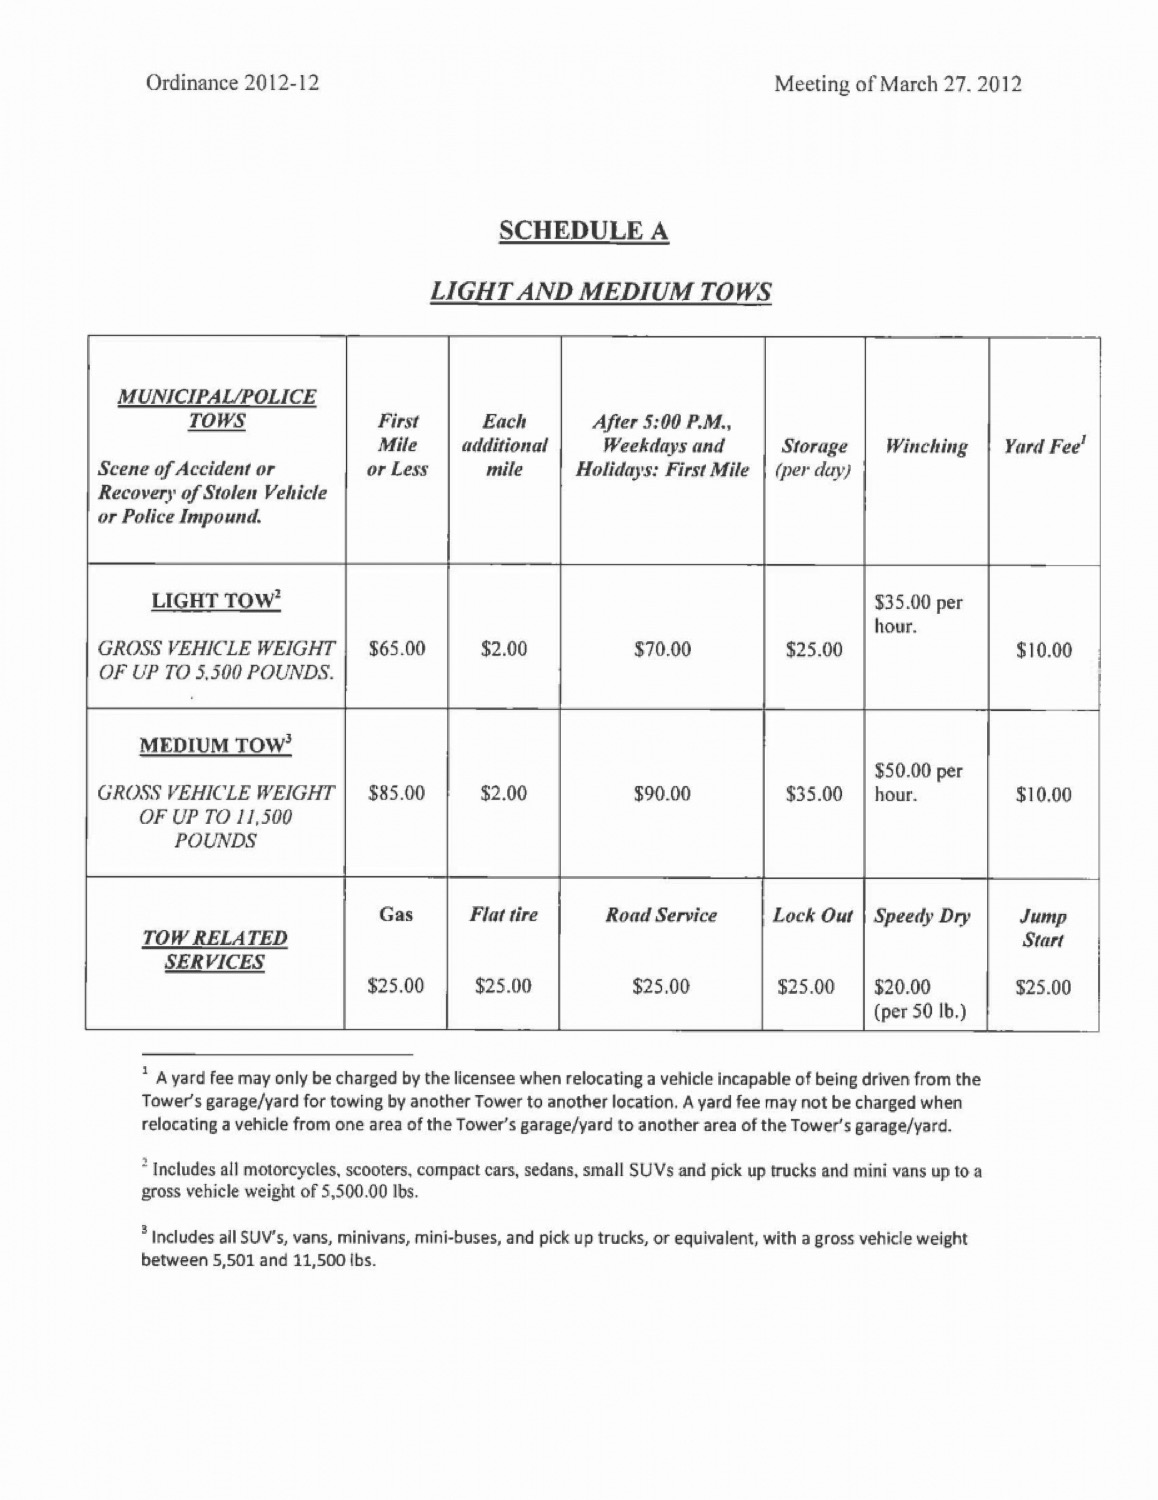 Ordinance 2012-12 Meeting of March 27. 2012
SCHEDULE A
LIGHT AND MEDIUM TOWS
MUNICIPAL/POLICE
TOWS
Scene of Accident or
Recovery of Stolen Vehicle
or Police Impound.
First
Mile
or Less
Each
additional
mile
After 5:00 P.M.,
Weekdays and
Holidays: First Mile
Storage
(per day)
Winching
Yard Fee¹
LIGHT TOW²
GROSS VEHICLE WEIGHT
OF UP TO 5,500 POUNDS.
$65.00
$2.00
$70.00
$25.00
$35.00 per
hour.
$10.00
MEDIUM TOW³
GROSS VEHICLE WEIGHT
OF UP TO 11,500
POUNDS
$85.00
$2.00
$90.00
$35.00
$50.00 per
hour.
$10.00
TOW RELATED
SERVICES
Gas
$25.00
Flat tire
$25.00
Road Service
$25.00
Lock Out
$25.00
Speedy Dry
$20.00
(per 50 lb.)
Jump
Start
$25.00
¹ A yard fee may only be charged by the licensee when relocating a vehicle incapable of being driven from the
Tower's garage/yard for towing by another Tower to another location. A yard fee may not be charged when
relocating a vehicle from one area of the Tower's garage/yard to another area of the Tower's garage/yard.
² Includes all motorcycles, scooters, compact cars, sedans, small SUVs and pick up trucks and mini vans up to a
gross vehicle weight of 5,500.00 lbs.
³ Includes all SUV's, vans, minivans, mini-buses, and pick up trucks, or equivalent, with a gross vehicle weight
between 5,501 and 11,500 lbs.